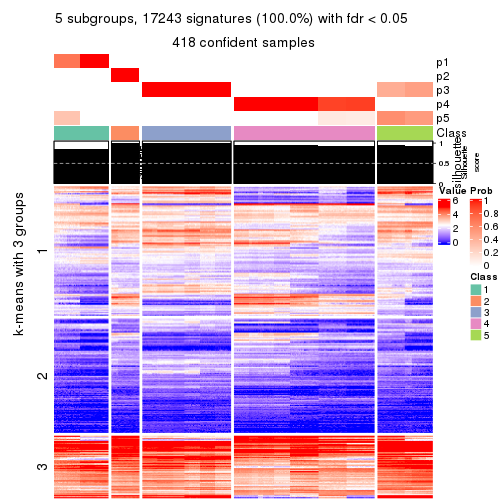 5 subgroups, 17243 signatures (100.0%) with fdr < 0.05
418 confident samples
p1
p2
p3
p4
p5
Class
1
0.5
0
silhouette
Silhouette
score
k-means with 3 groups
1
2
3
Value
6
4
2
0
Prob
1
0.8
0.6
0.4
0.2
0
Class
1
2
3
4
5